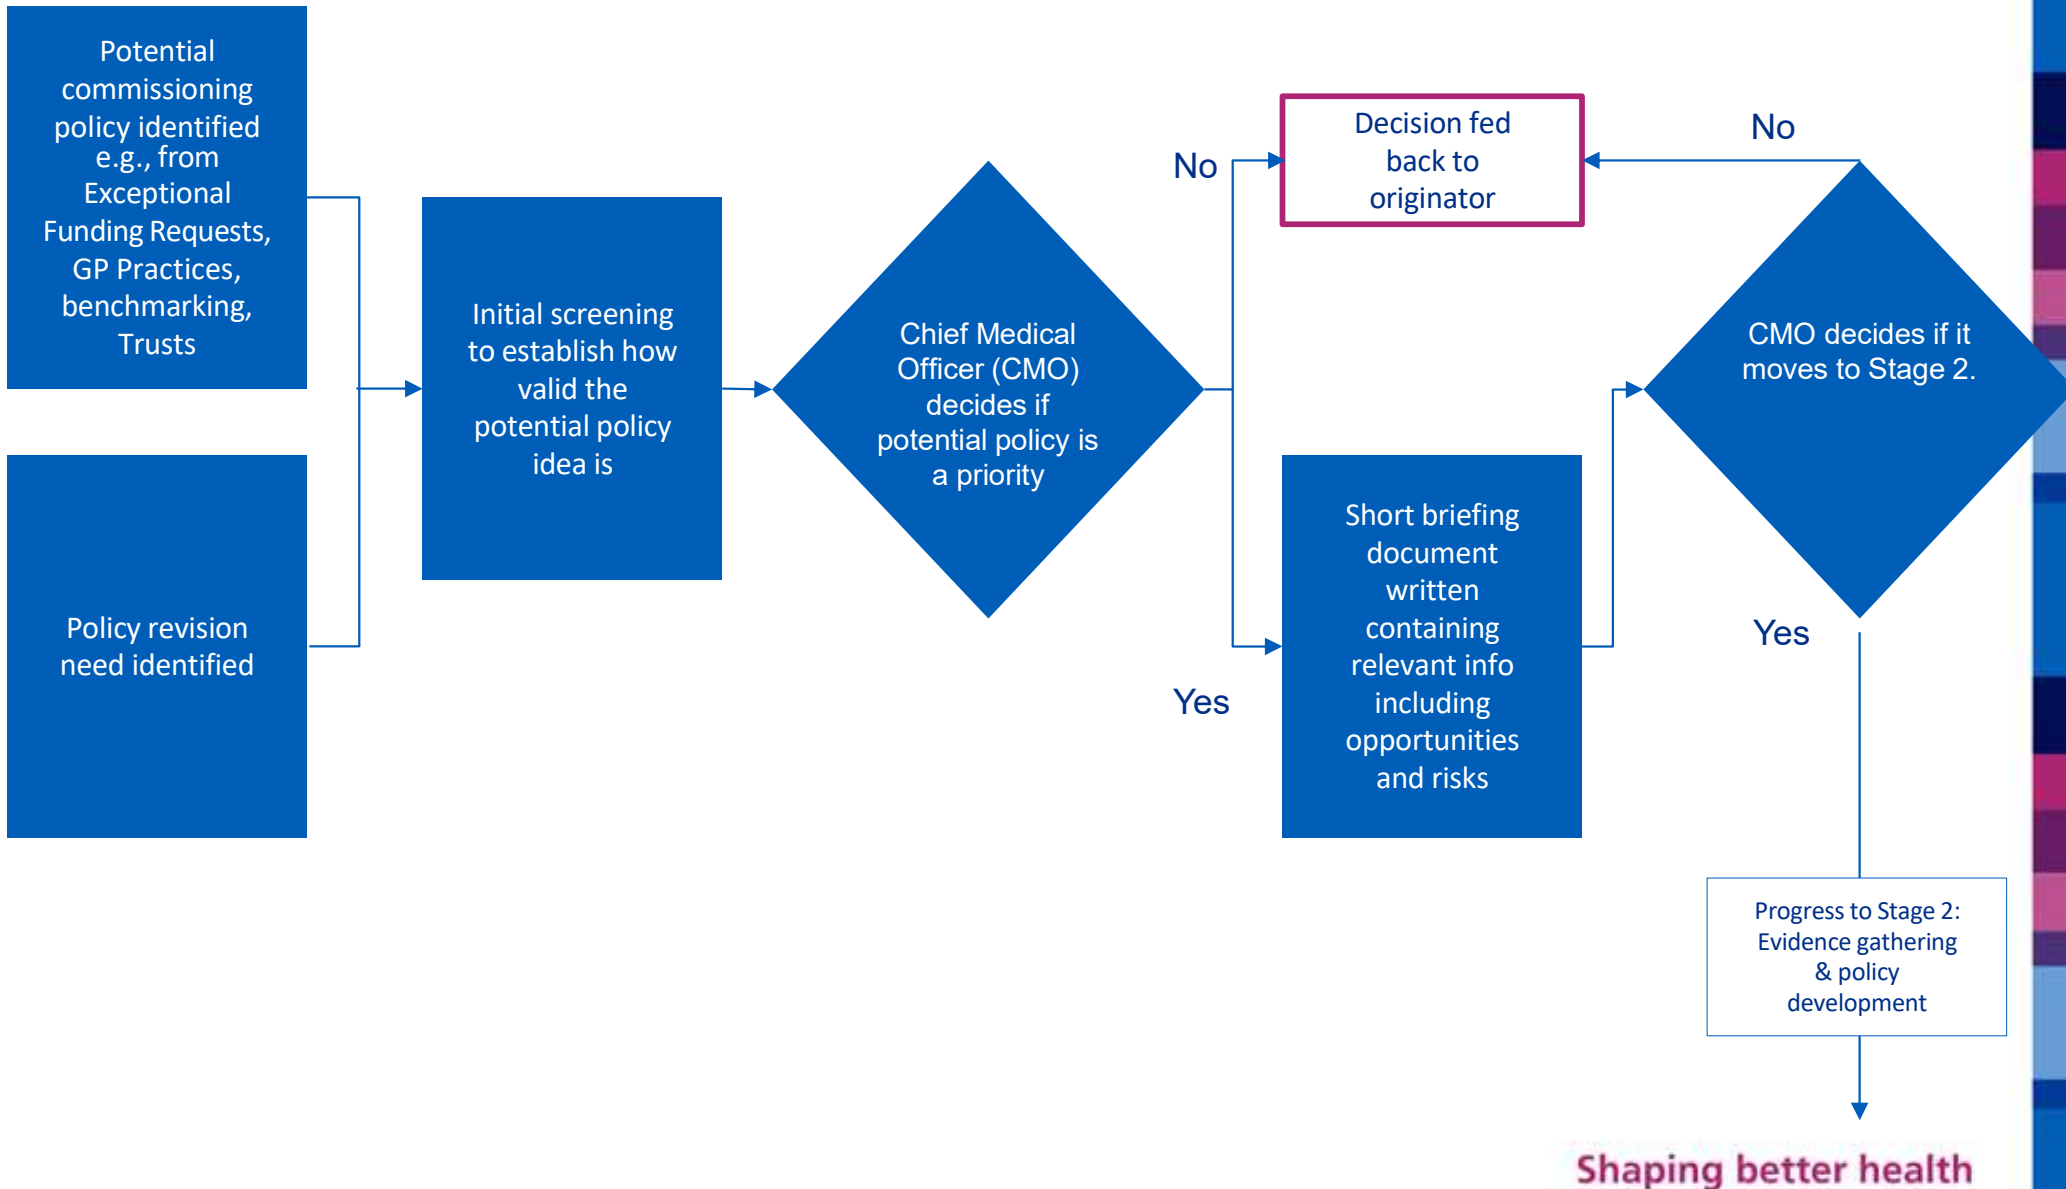 Potential
commissioning
policy identified
e.g., from
Exceptional
Funding Requests,
GP Practices,
benchmarking,
Trusts
Policy revision
need identified
Initial screening
to establish how
valid the
potential policy
idea is
Chief Medical
Officer (CMO)
decides if
potential policy is
a priority
No
Decision fed
back to
originator
Yes
Short briefing
document
written
containing
relevant info
including
opportunities
and risks
No
CMO decides if it
moves to Stage 2.
Yes
Progress to Stage 2:
Evidence gathering
& policy
development
Shaping better health